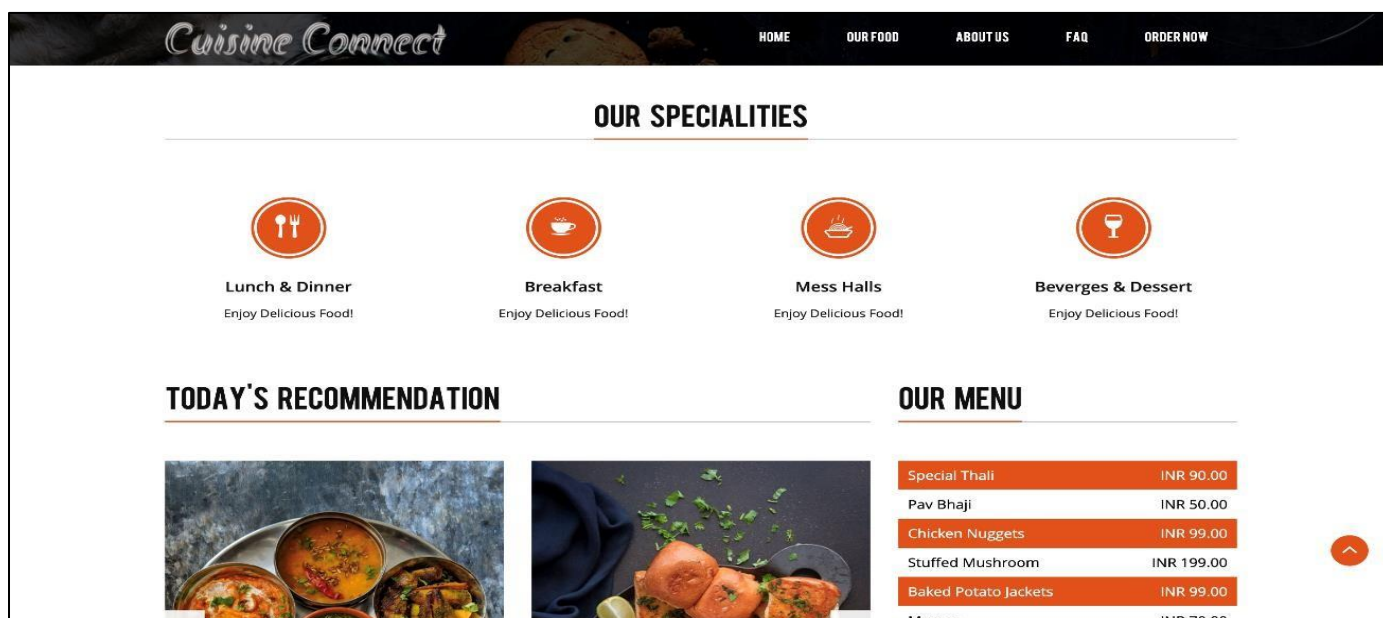 Cuisine Connect
HOME OUR FOOD ABOUT US FAQ ORDER NOW
OUR SPECIALITIES
Lunch & Dinner
Enjoy Delicious Food!
Breakfast
Enjoy Delicious Food!
Mess Halls
Enjoy Delicious Food!
Beverges & Dessert
Enjoy Delicious Food!
TODAY'S RECOMMENDATION
OUR MENU
Special Thali INR 90.00
Pav Bhaji INR 50.00
Chicken Nuggets INR 99.00
Stuffed Mushroom INR 199.00
Baked Potato Jackets INR 99.00